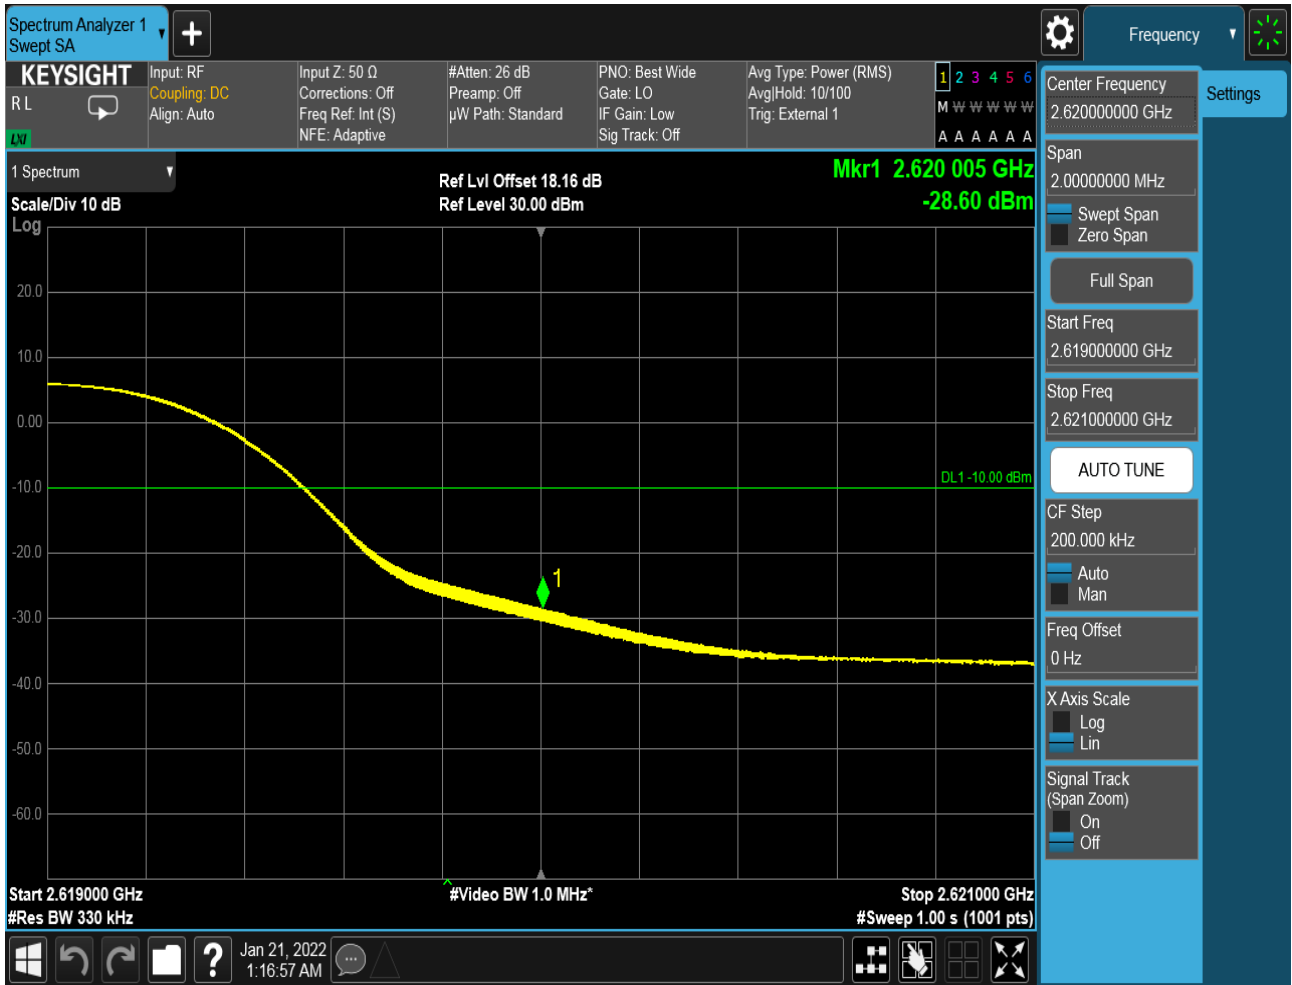 Spectrum Analyzer 1
Swept SA
+
Frequency
KEYSIGHT
R L
LXI
Input: RF
Coupling: DC
Align: Auto
Input Z: 50 Ω
Corrections: Off
Freq Ref: Int (S)
NFE: Adaptive
#Atten: 26 dB
Preamp: Off
µW Path: Standard
PNO: Best Wide
Gate: LO
IF Gain: Low
Sig Track: Off
Avg Type: Power (RMS)
Avg|Hold: 10/100
Trig: External 1
1 2 3 4 5 6
M W W W W W
A A A A A A
1 Spectrum
Scale/Div 10 dB
Log
Ref Lvl Offset 18.16 dB
Ref Level 30.00 dBm
Mkr1 2.620 005 GHz
-28.60 dBm
20.0
10.0
0.00
-10.0
-20.0
-30.0
-40.0
-50.0
-60.0
DL1 -10.00 dBm
1
Start 2.619000 GHz
#Res BW 330 kHz
#Video BW 1.0 MHz*
Stop 2.621000 GHz
#Sweep 1.00 s (1001 pts)
Center Frequency
2.620000000 GHz
Span
2.00000000 MHz
Swept Span
Zero Span
Full Span
Start Freq
2.619000000 GHz
Stop Freq
2.621000000 GHz
AUTO TUNE
CF Step
200.000 kHz
Auto
Man
Freq Offset
0 Hz
X Axis Scale
Log
Lin
Signal Track
(Span Zoom)
On
Off
Settings
?
Jan 21, 2022
1:16:57 AM